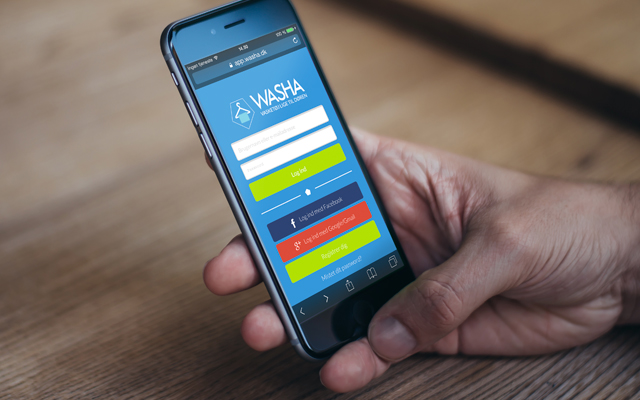 Ingen tjeneste 14.30 100 %
app.washa.dk
WASHA
VASKETØJ LIGE TIL DØREN
Log ind
Log ind med Facebook
Log ind med Google/Gmail
Registrer dig
Mistet dit password?